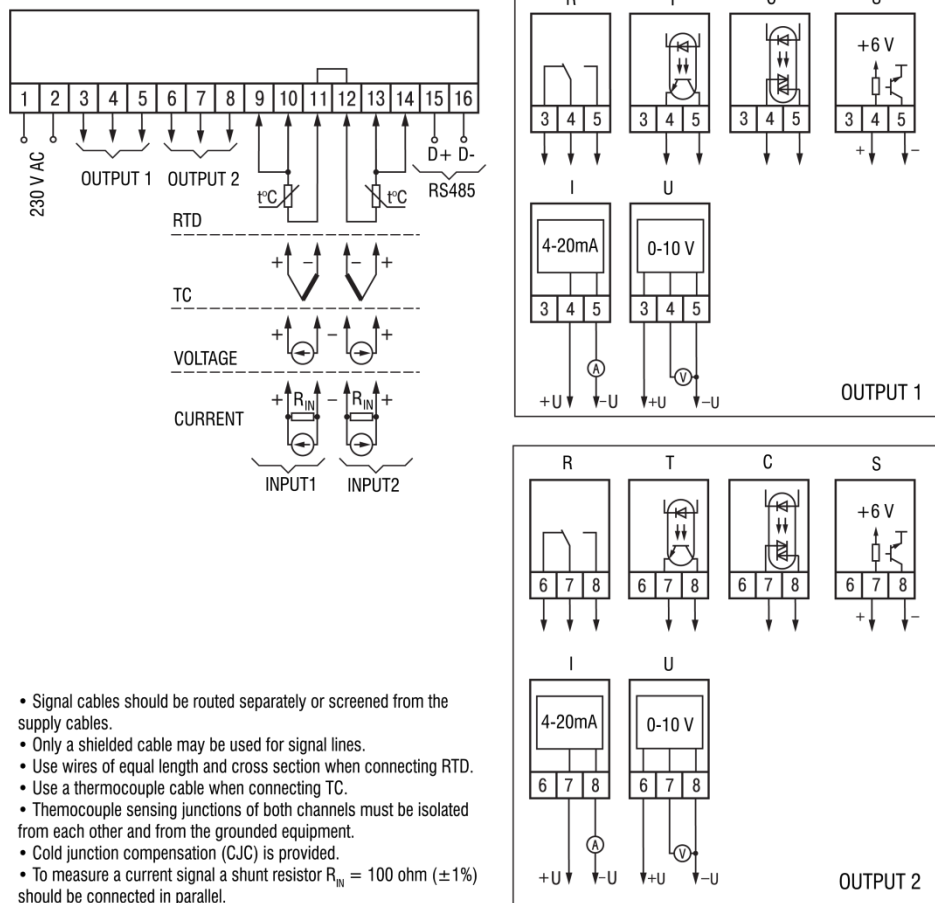 1 2 3 4 5 6 7 8 9 10 11 12 13 14 15 16
230 V AC
OUTPUT 1 OUTPUT 2
D+ D-
RS485
t°C t°C
RTD
+ - - +
TC
+ - +
VOLTAGE
+ R_IN - R_IN +
CURRENT
INPUT1 INPUT2
• Signal cables should be routed separately or screened from the
supply cables.
• Only a shielded cable may be used for signal lines.
• Use wires of equal length and cross section when connecting RTD.
• Use a thermocouple cable when connecting TC.
• Themocouple sensing junctions of both channels must be isolated
from each other and from the grounded equipment.
• Cold junction compensation (CJC) is provided.
• To measure a current signal a shunt resistor R_IN = 100 ohm (±1%)
should be connected in parallel.
+6 V
3 4 5 3 4 5 3 4 5 3 4 5
+ -
I U
4-20mA 0-10 V
3 4 5 3 4 5
A
V
+U -U +U -U
OUTPUT 1
R T C S
+6 V
6 7 8 6 7 8 6 7 8 6 7 8
+ -
I U
4-20mA 0-10 V
6 7 8 6 7 8
A
V
+U -U +U -U
OUTPUT 2